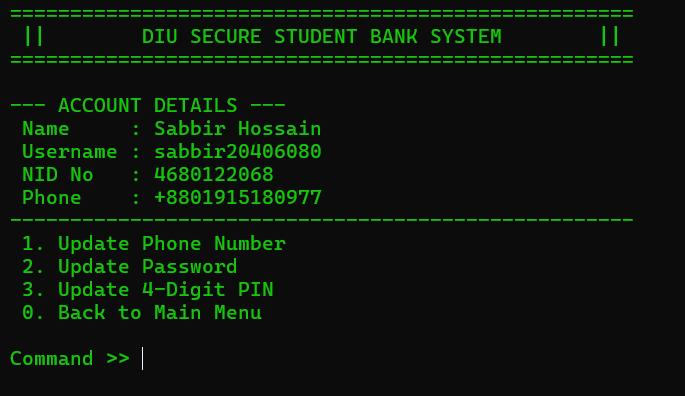 ====================================================
||        DIU SECURE STUDENT BANK SYSTEM        ||
====================================================
--- ACCOUNT DETAILS ---
Name     : Sabbir Hossain
Username : sabbir20406080
NID No   : 4680122068
Phone    : +8801915180977
----------------------------------------------------
1. Update Phone Number
2. Update Password
3. Update 4-Digit PIN
0. Back to Main Menu
Command >>